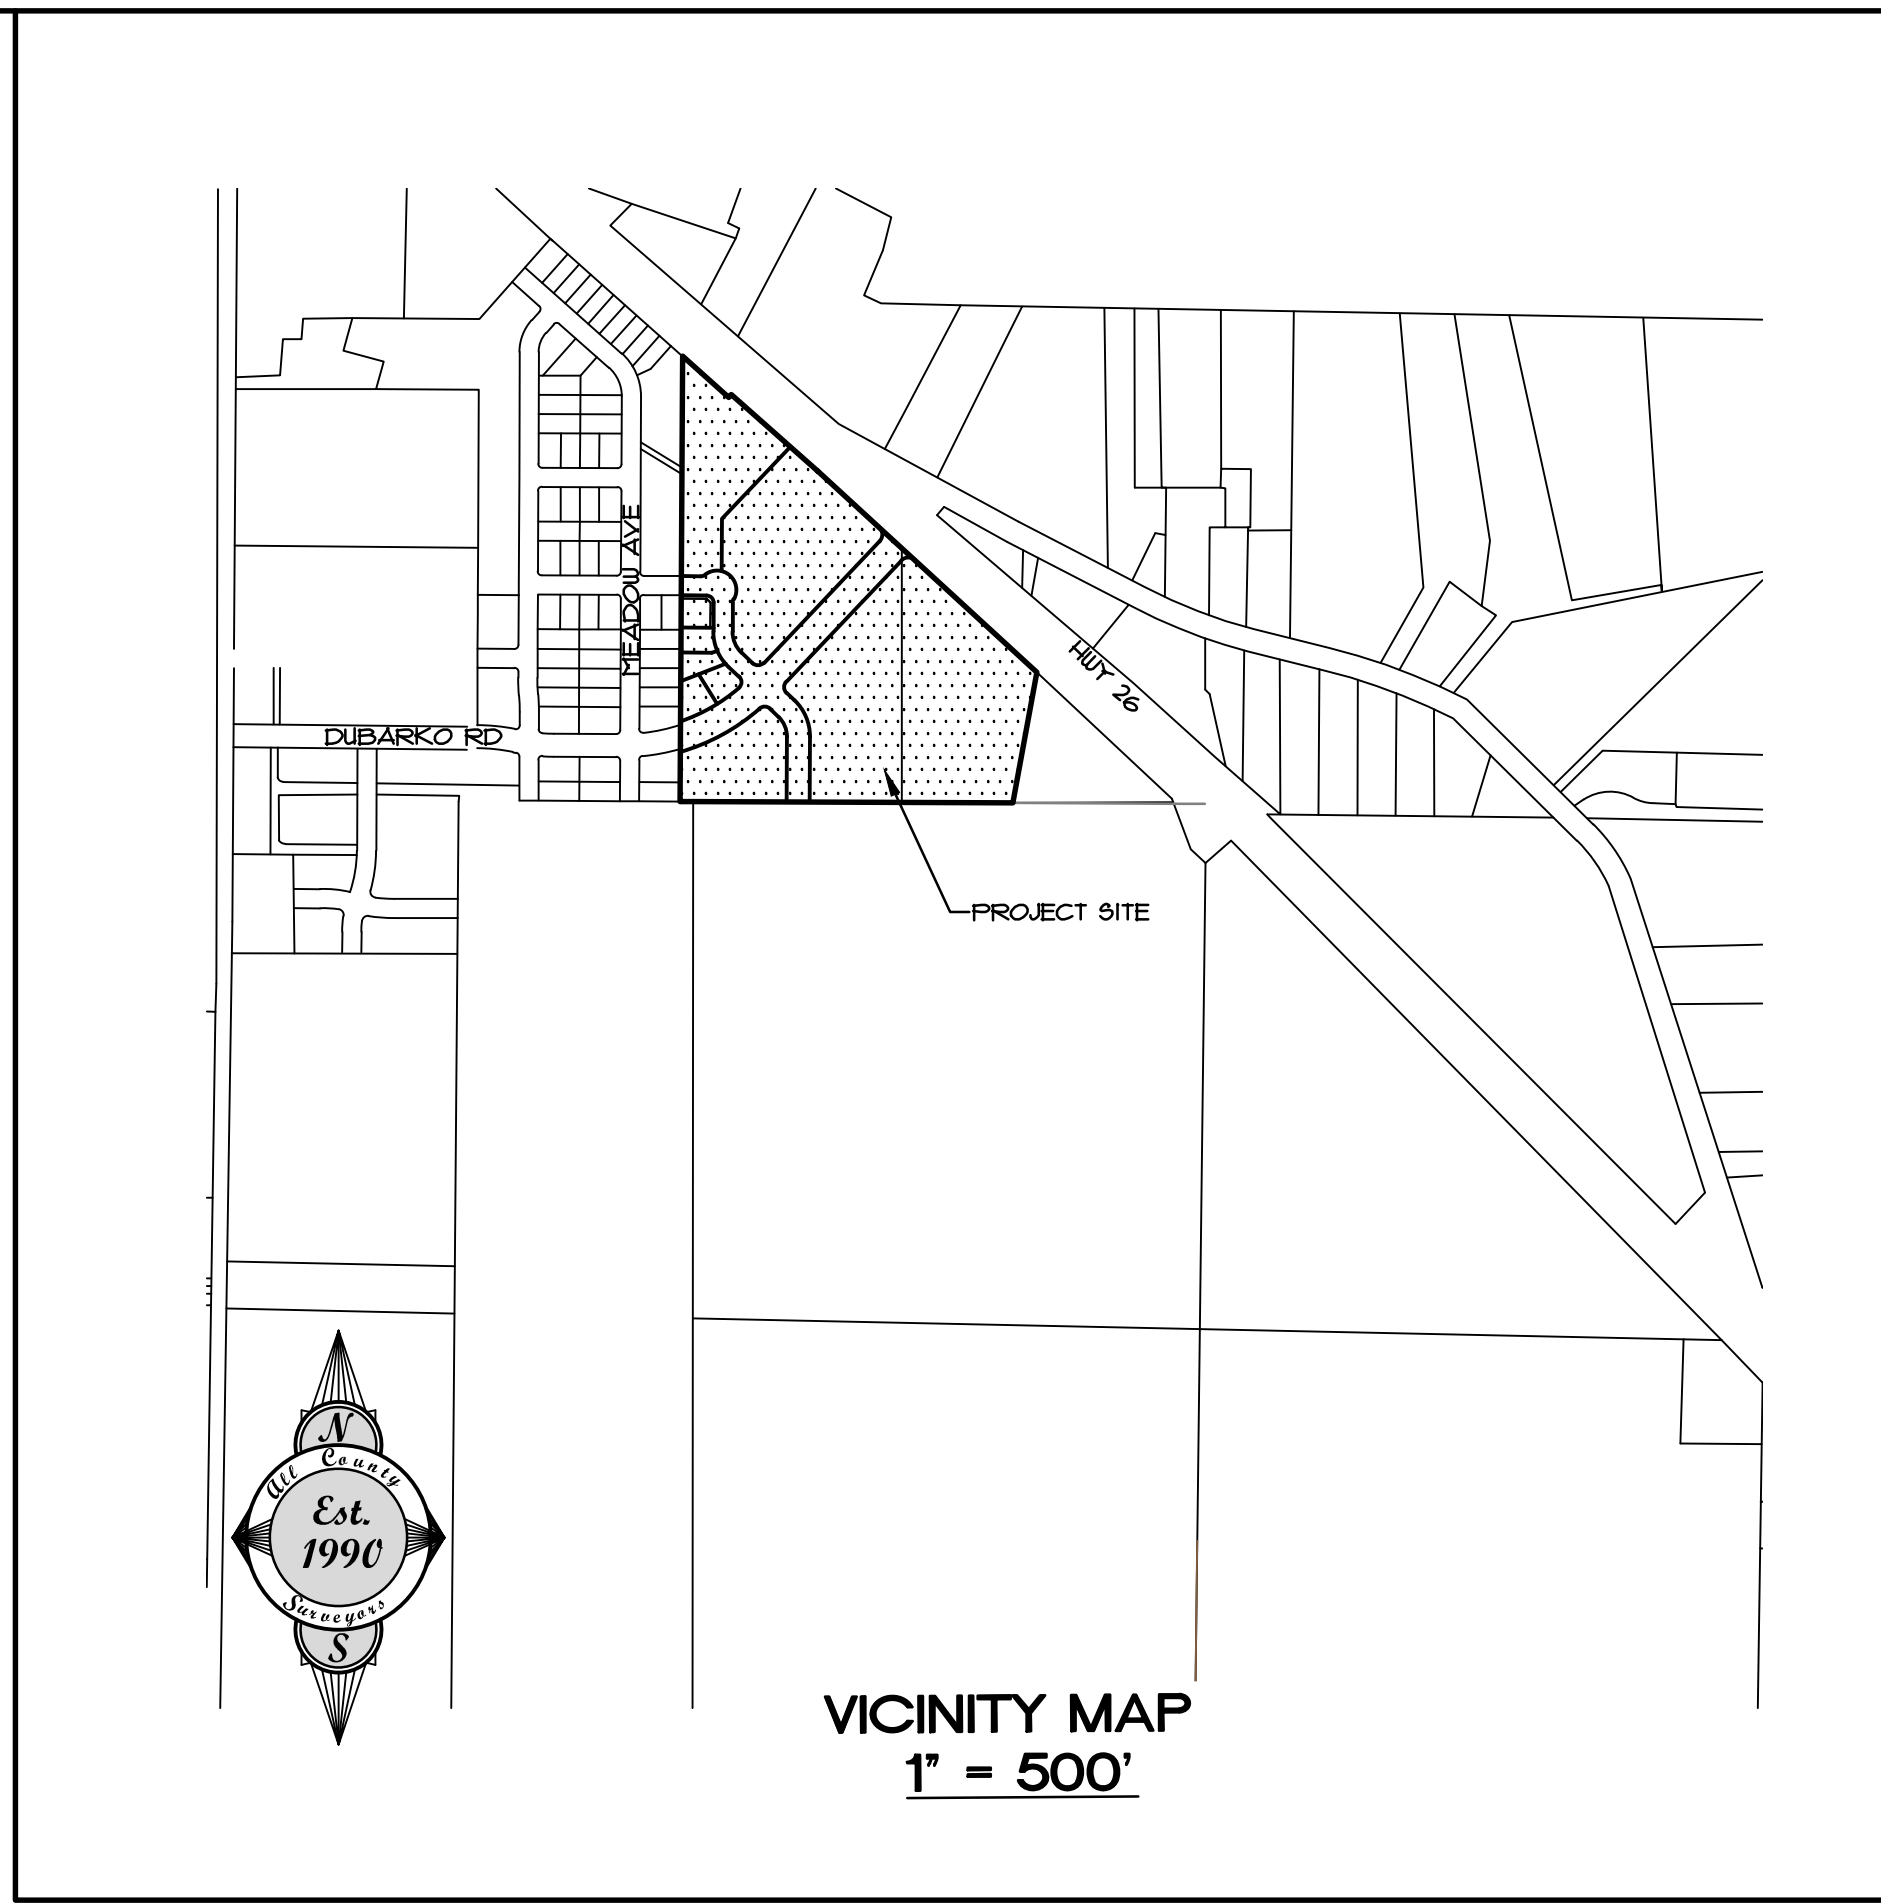 MEADOW AVE
HWY 26
DUBARKO RD
PROJECT SITE
N
All County
Est.
1990
Surveyors
S
VICINITY MAP
1" = 500'